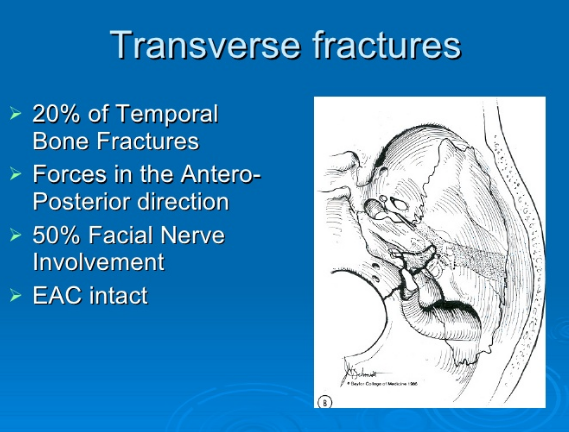 Transverse fractures
20% of Temporal
Bone Fractures
Forces in the Antero-
Posterior direction
50% Facial Nerve
Involvement
EAC intact
Baylor College of Medicine 1986
B